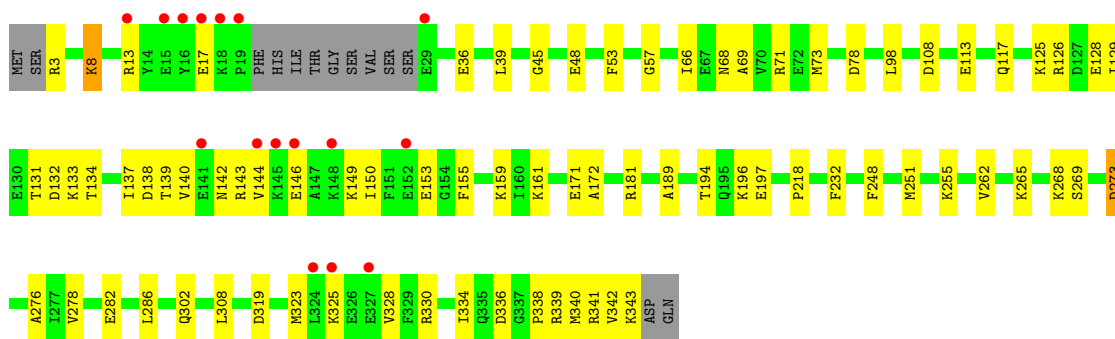 MET SER R3 K8 R13 Y14 E15 Y16 E17 K18 P19 PHE HIS ILE THR GLY SER VAL SER SER E29 E36 L39 G45 E48 F53 G57 I66 E67 N68 A69 V70 R71 E72 M73 D78 L98 D108 E113 Q117 K125 R126 D127 E128
E130 T131 D132 K133 T134 I137 D138 T139 V140 E141 N142 R143 V144 K145 E146 A147 K148 K149 I150 F151 E152 E153 G154 F155 K159 I160 K161 E171 A172 R181 A189 T194 Q195 K196 E197 P218 F232 F248 M251 K255 V262 K265 K268 S269
A276 I277 V278 E282 L286 Q302 L308 D319 M323 L324 K325 E326 E327 V328 F329 R330 I334 Q335 D336 G337 P338 R339 M340 R341 V342 K343 ASP GLN